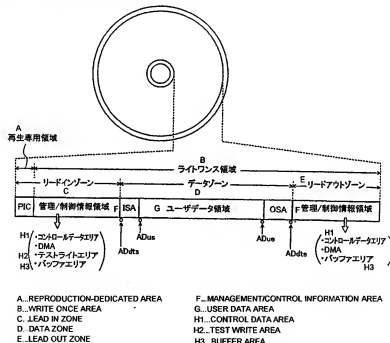 A
再生専用領域
B
ライトワンス領域
リードインゾーン
C
データゾーン
D
E
リードアウトゾーン
PIC 管理/制御情報領域 F ISA G ユーザデータ領域 OSA F 管理/制御情報領域
ADus
ADue
ADdts
ADdts
H1
・コントロールデータエリア
・DMA
H2 ・テストライトエリア
H3 ・バッファエリア
H1
・コントロールデータエリア
・DMA
・バッファエリア
H3
A...REPRODUCTION-DEDICATED AREA
B...WRITE ONCE AREA
C...LEAD IN ZONE
D...DATA ZONE
E...LEAD OUT ZONE
F...MANAGEMENT/CONTROL INFORMATION AREA
G...USER DATA AREA
H1...CONTROL DATA AREA
H2...TEST WRITE AREA
H3...BUFFER AREA